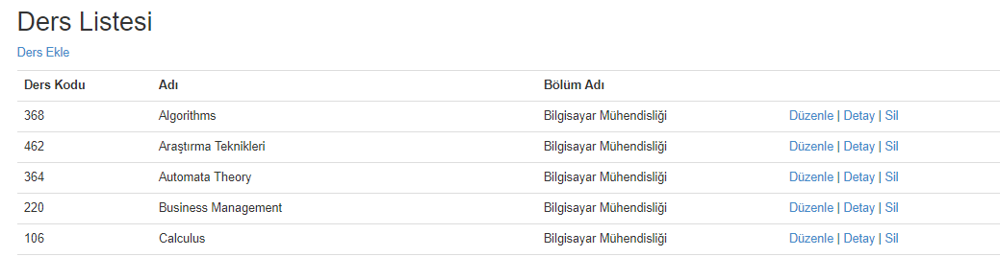 Ders Listesi
Ders Ekle
Ders Kodu Adı Bölüm Adı
368 Algorithms Bilgisayar Mühendisliği Düzenle | Detay | Sil
462 Araştırma Teknikleri Bilgisayar Mühendisliği Düzenle | Detay | Sil
364 Automata Theory Bilgisayar Mühendisliği Düzenle | Detay | Sil
220 Business Management Bilgisayar Mühendisliği Düzenle | Detay | Sil
106 Calculus Bilgisayar Mühendisliği Düzenle | Detay | Sil